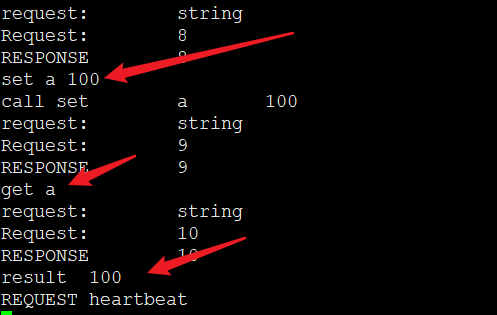 request:        string
Request:        8
RESPONSE        8
set a 100
call set        a       100
request:        string
Request:        9
RESPONSE        9
get a
request:        string
Request:        10
RESPONSE        10
result  100
REQUEST heartbeat